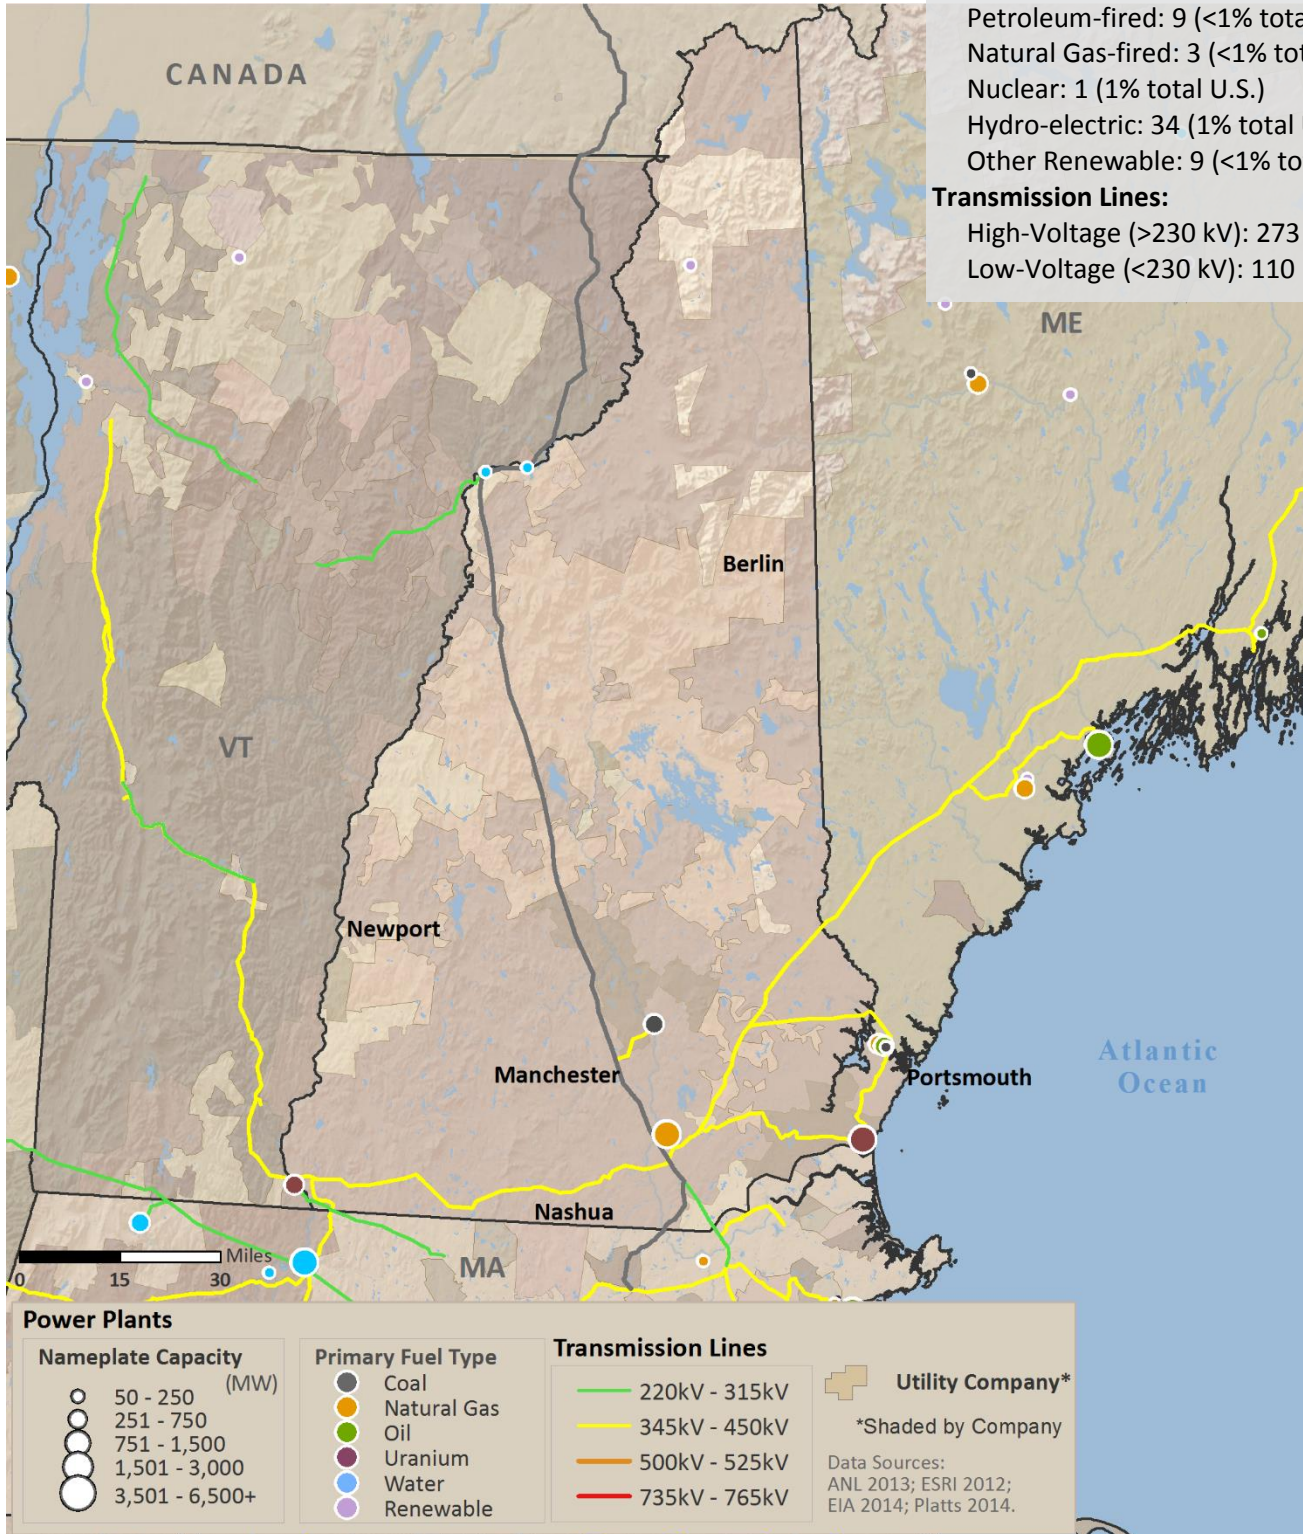 Petroleum-fired: 9 (<1% tota
Natural Gas-fired: 3 (<1% tot
Nuclear: 1 (1% total U.S.)
Hydro-electric: 34 (1% total
Other Renewable: 9 (<1% to
Transmission Lines:
High-Voltage (>230 kV): 273
Low-Voltage (<230 kV): 110
CANADA
ME
Berlin
VT
Newport
Manchester
Portsmouth
Atlantic
Ocean
Nashua
MA
Miles
0 15 30
Power Plants
Nameplate Capacity
(MW)
50 - 250
251 - 750
751 - 1,500
1,501 - 3,000
3,501 - 6,500+
Primary Fuel Type
Coal
Natural Gas
Oil
Uranium
Water
Renewable
Transmission Lines
220kV - 315kV
345kV - 450kV
500kV - 525kV
735kV - 765kV
Utility Company*
*Shaded by Company
Data Sources:
ANL 2013; ESRI 2012;
EIA 2014; Platts 2014.